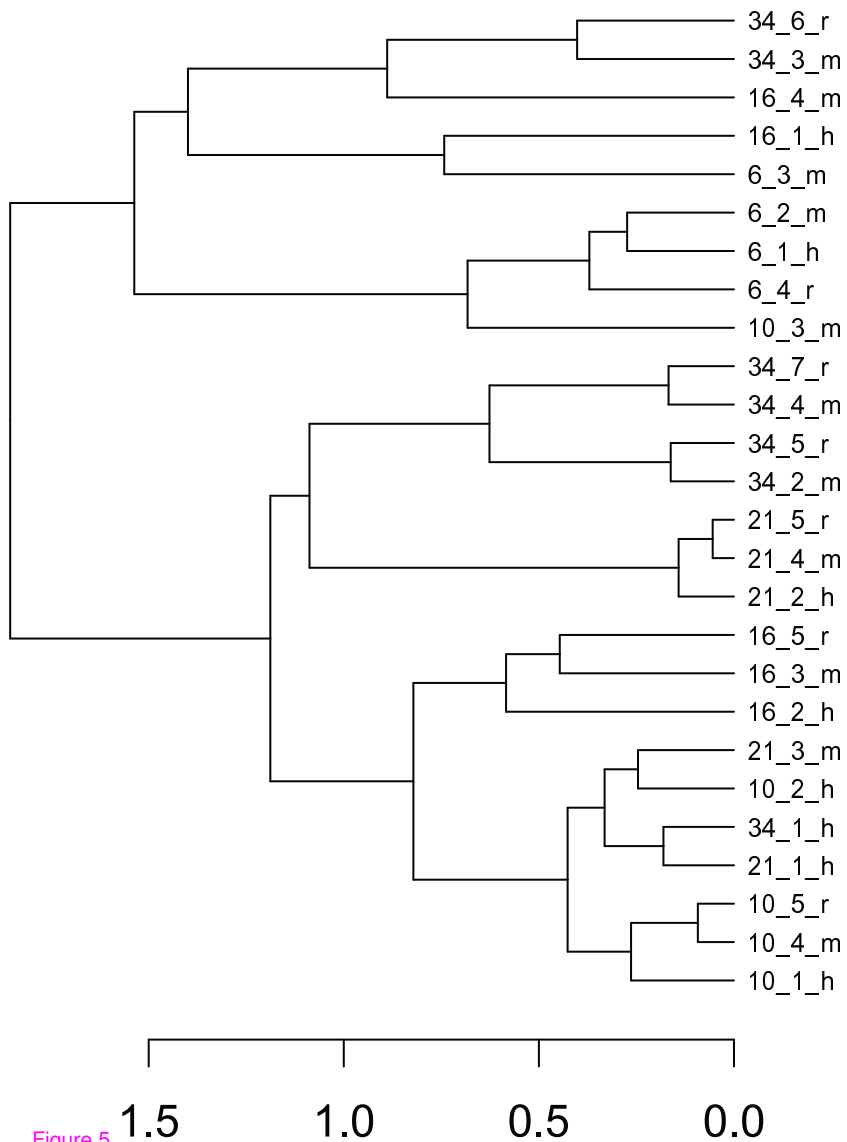 34_6_r
34_3_m
16_4_m
16_1_h
6_3_m
6_2_m
6_1_h
6_4_r
10_3_m
34_7_r
34_4_m
34_5_r
34_2_m
21_5_r
21_4_m
21_2_h
16_5_r
16_3_m
16_2_h
21_3_m
10_2_h
34_1_h
21_1_h
10_5_r
10_4_m
10_1_h
1.5 1.0 0.5 0.0
Figure 5